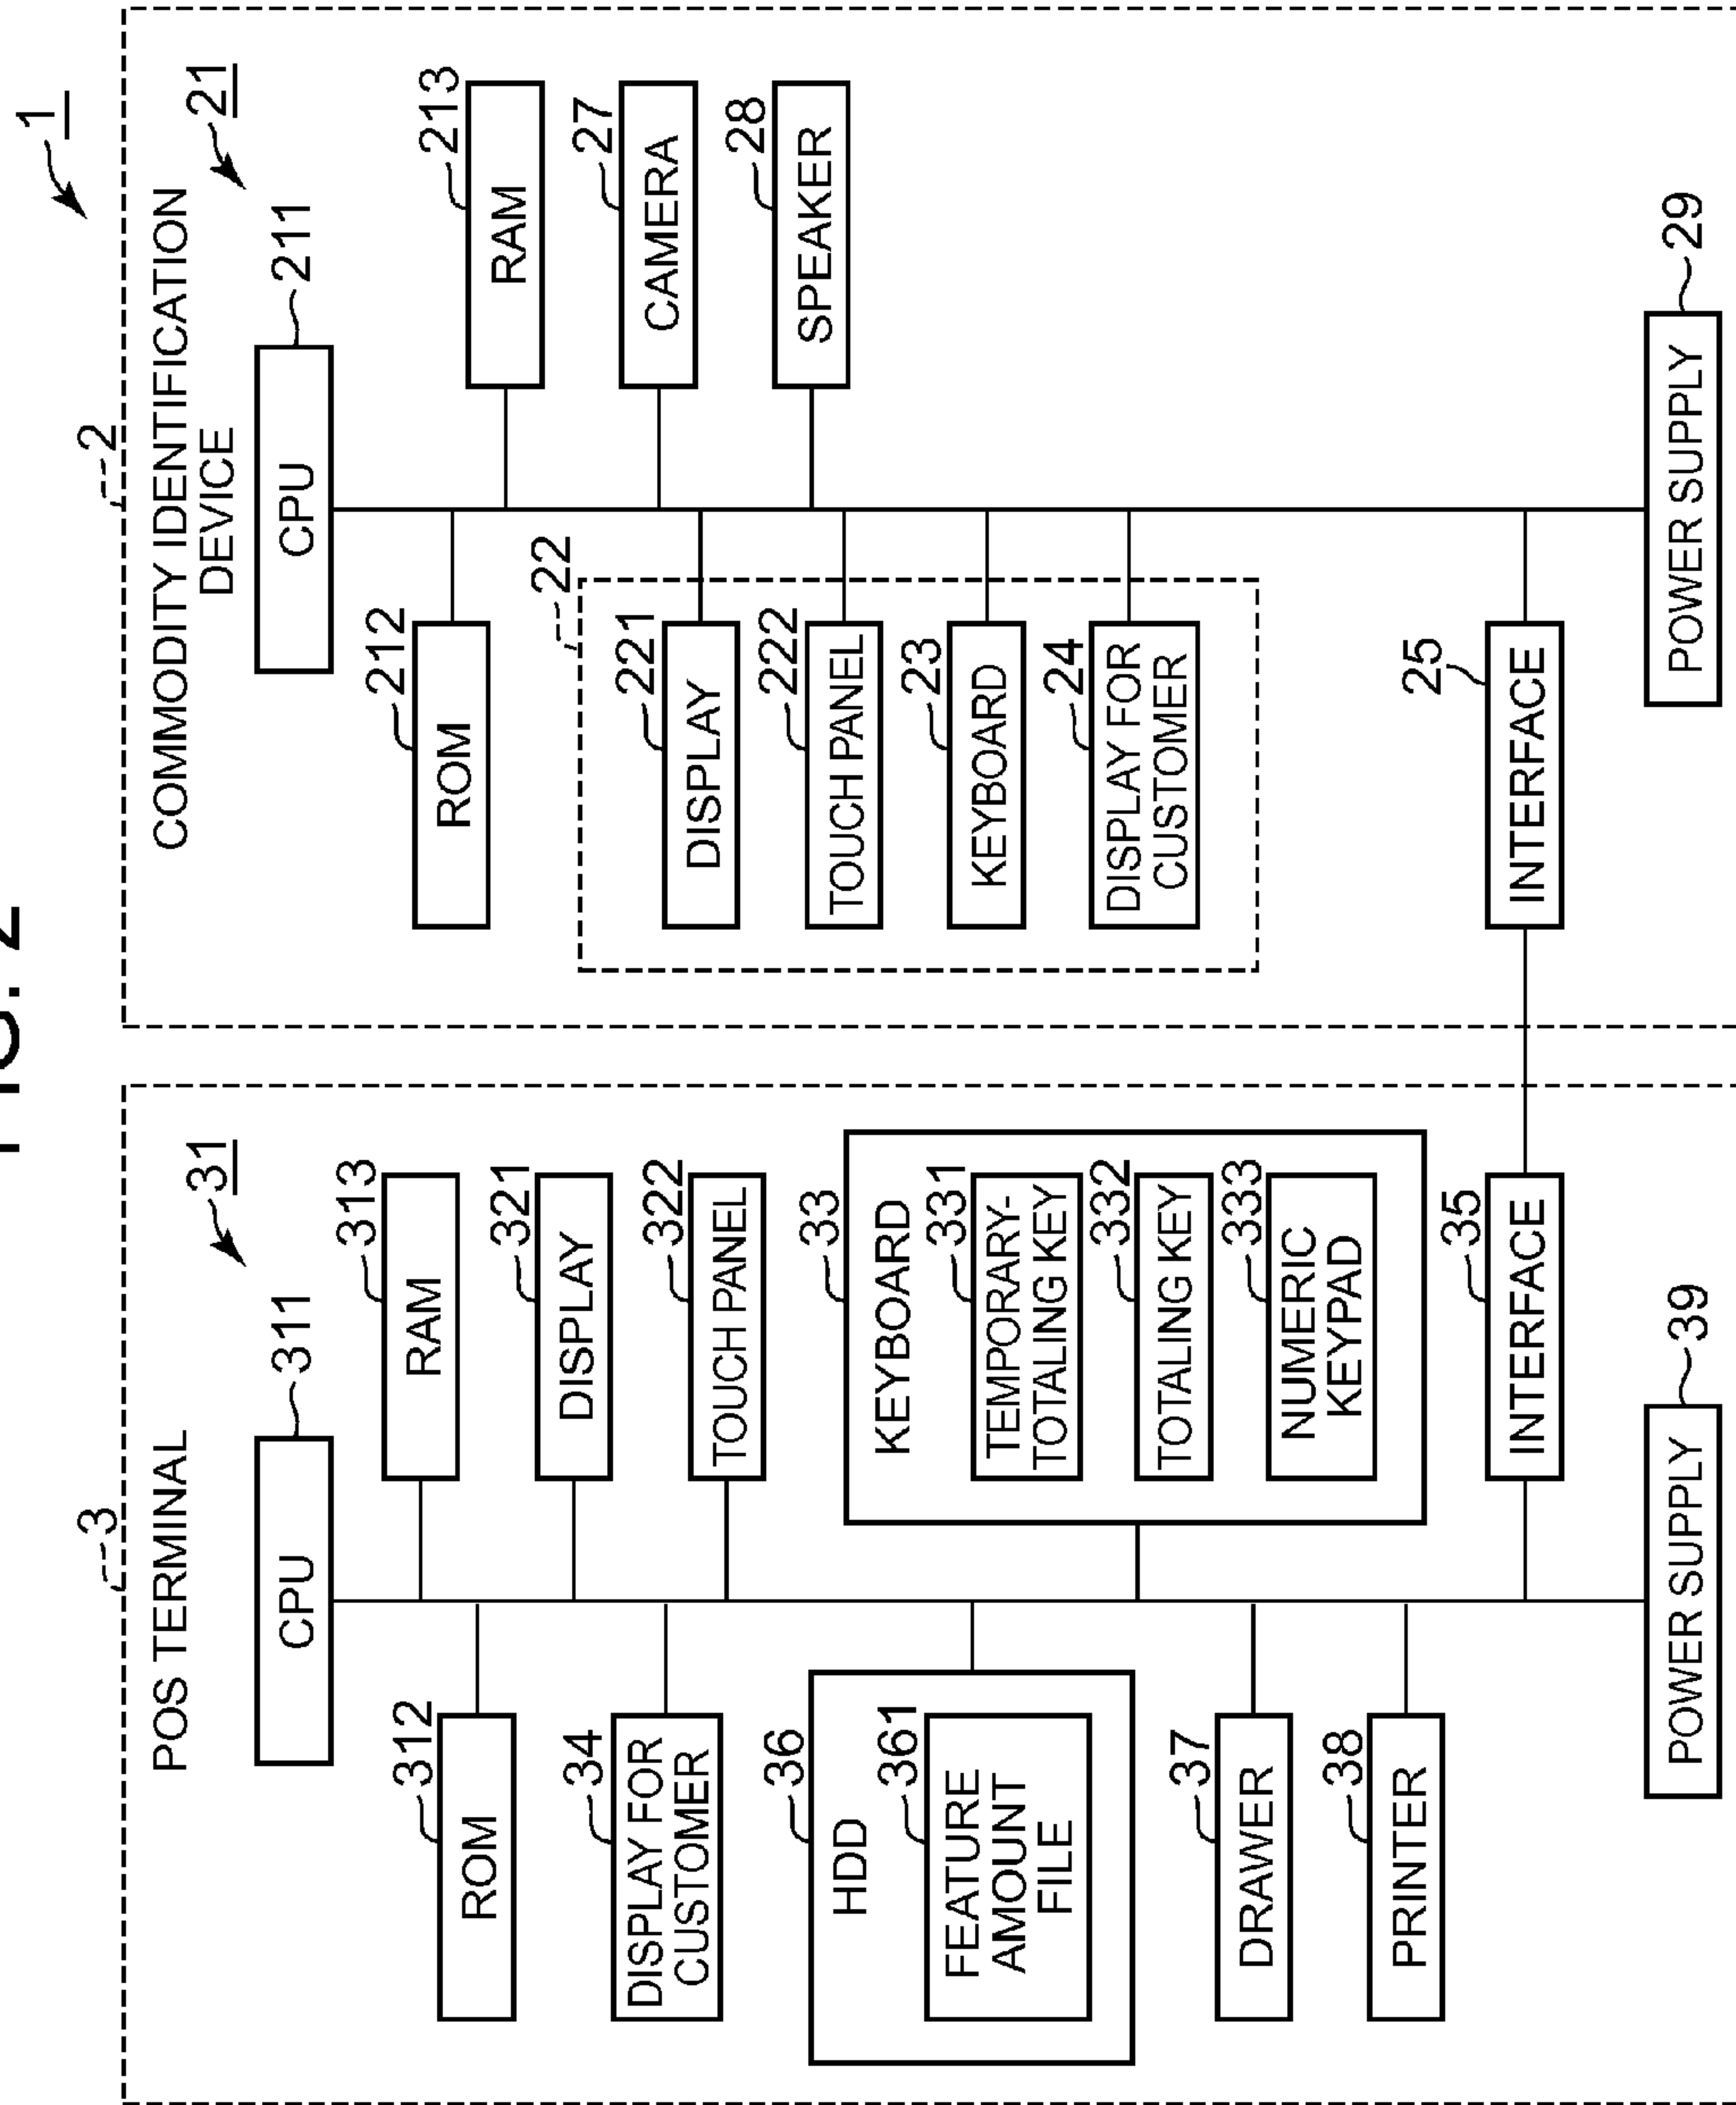 FIG. 2
1
3
POS TERMINAL
31
CPU
311
312
ROM
RAM
313
34
DISPLAY FOR
CUSTOMER
DISPLAY
321
TOUCH PANEL
322
36
HDD
361
FEATURE
AMOUNT
FILE
33
KEYBOARD
331
TEMPORARY-
TOTALING KEY
332
TOTALING KEY
333
NUMERIC
KEYPAD
37
DRAWER
38
PRINTER
35
INTERFACE
39
POWER SUPPLY
2
COMMODITY IDENTIFICATION
DEVICE
21
CPU
211
212
ROM
RAM
213
22
221
DISPLAY
CAMERA
27
222
TOUCH PANEL
SPEAKER
28
23
KEYBOARD
24
DISPLAY FOR
CUSTOMER
25
INTERFACE
POWER SUPPLY
29